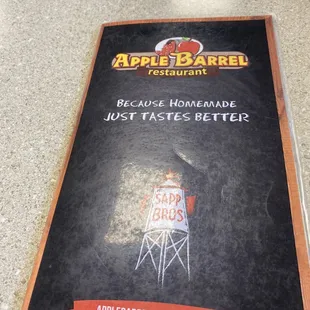 APPLE BARREL
restaurant
BECAUSE HOMEMADE
JUST TASTES BETTER
SAPP
BROS